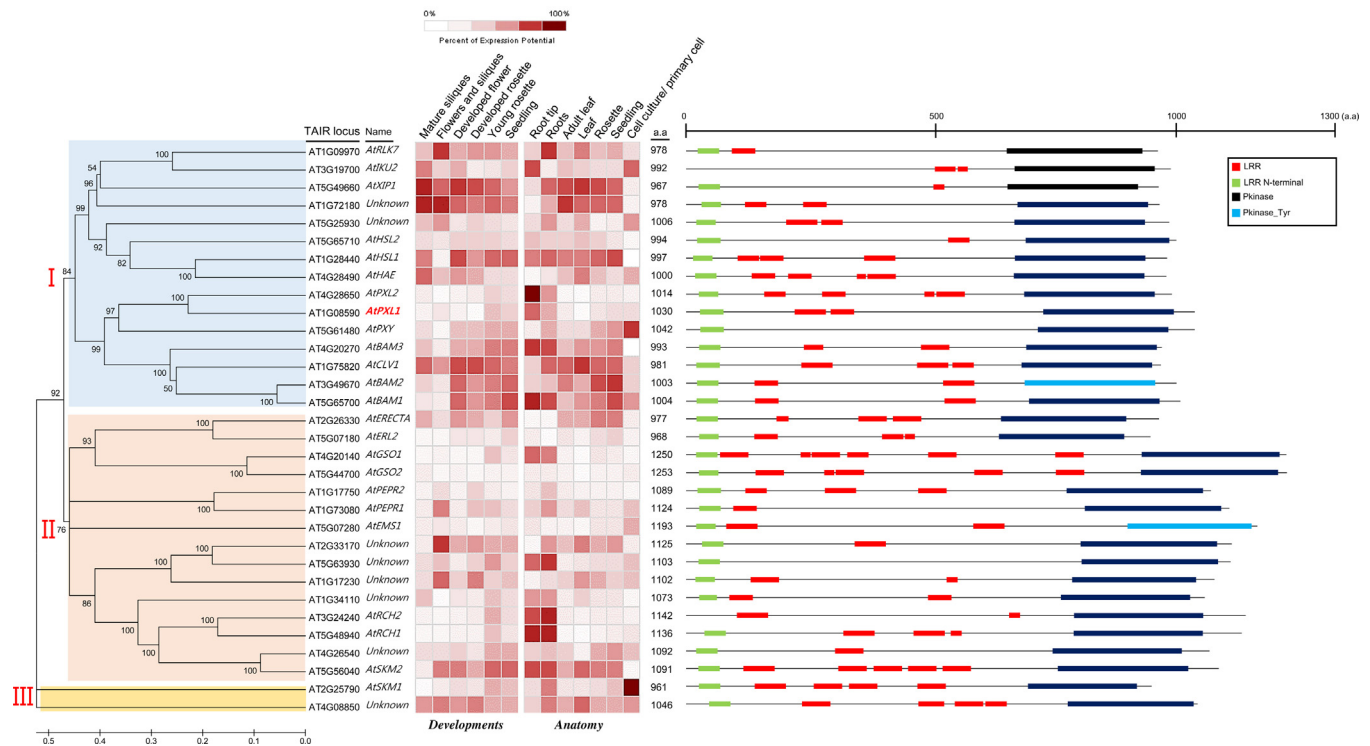 0% 100%
Percent of Expression Potential
Mature siliques
Flowers and siliques
Developed flower
Developed rosette
Young rosette
Seedling
Root tip
Roots
Adult leaf
Leaf
Rosette
Seedling
Cell culture/ primary cell
TAIR locus Name a.a 0 500 1000 1300 (a.a)
AT1G09970 AtRLK7 978
AT3G19700 AtIKU2 992
AT5G49660 AtXIP1 967
AT1G72180 Unknown 978
AT5G25930 Unknown 1006
AT5G65710 AtHSL2 994
AT1G28440 AtHSL1 997
AT4G28490 AtHAE 1000
AT4G28650 AtPXL2 1014
AT1G08590 AtPXL1 1030
AT5G61480 AtPXY 1042
AT4G20270 AtBAM3 993
AT1G75820 AtCLV1 981
AT3G49670 AtBAM2 1003
AT5G65700 AtBAM1 1004
AT2G26330 AtERECTA 977
AT5G07180 AtERL2 968
AT4G20140 AtGSO1 1250
AT5G44700 AtGSO2 1253
AT1G17750 AtPEPR2 1089
AT1G73080 AtPEPR1 1124
AT5G07280 AtEMS1 1193
AT2G33170 Unknown 1125
AT5G63930 Unknown 1103
AT1G17230 Unknown 1102
AT1G34110 Unknown 1073
AT3G24240 AtRCH2 1142
AT5G48940 AtRCH1 1136
AT4G26540 Unknown 1092
AT5G56040 AtSKM2 1091
AT2G25790 AtSKM1 961
AT4G08850 Unknown 1046
LRR
LRR N-terminal
Pkinase
Pkinase_Tyr
I
II
III
100
54
96
99
92
82
100
84
100
97
99
100
50
100
92
93
100
100
100
76
100
100
86
100
100
100
100
Developments Anatomy
0.5 0.4 0.3 0.2 0.1 0.0